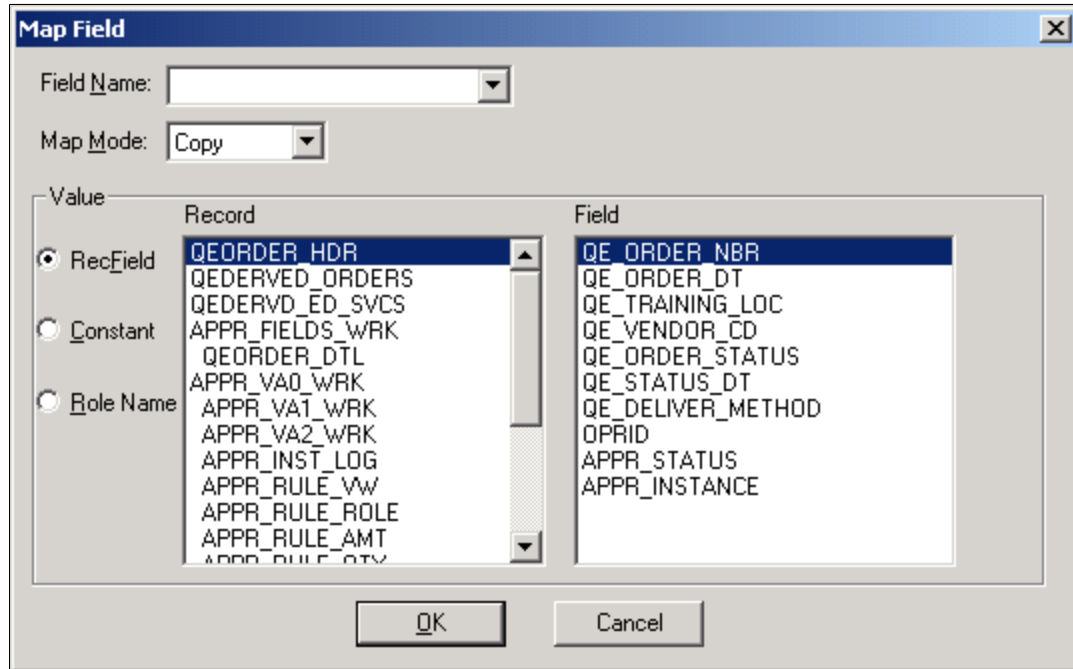 Map Field
Field Name:
Map Mode: Copy
Value
Record
Field
RecField
Constant
Role Name
QEORDER_HDR
QEDERVED_ORDERS
QEDERVD_ED_SVCS
APPR_FIELDS_WRK
QEORDER_DTL
APPR_VA0_WRK
APPR_VA1_WRK
APPR_VA2_WRK
APPR_INST_LOG
APPR_RULE_VW
APPR_RULE_ROLE
APPR_RULE_AMT
APPR_RULE_QTY
QE_ORDER_NBR
QE_ORDER_DT
QE_TRAINING_LOC
QE_VENDOR_CD
QE_ORDER_STATUS
QE_STATUS_DT
QE_DELIVER_METHOD
OPRID
APPR_STATUS
APPR_INSTANCE
OK
Cancel